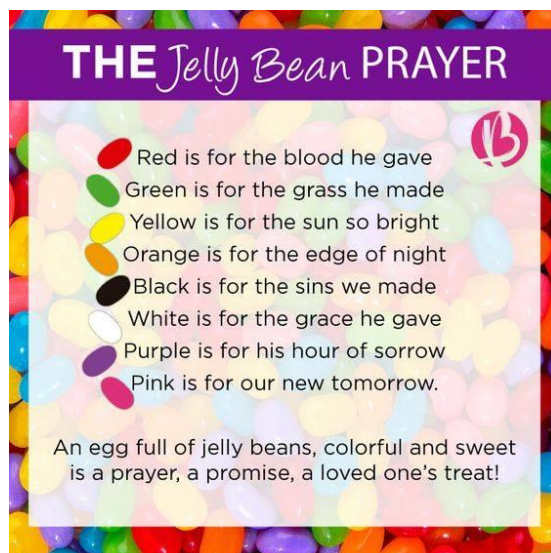 THE Jelly Bean PRAYER
Red is for the blood he gave
Green is for the grass he made
Yellow is for the sun so bright
Orange is for the edge of night
Black is for the sins we made
White is for the grace he gave
Purple is for his hour of sorrow
Pink is for our new tomorrow.
An egg full of jelly beans, colorful and sweet
is a prayer, a promise, a loved one’s treat!